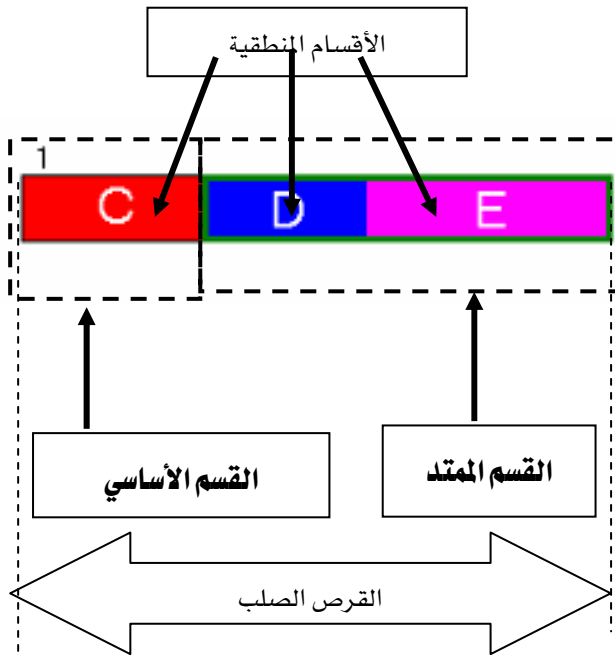 الأقسام المنطقية
1
C D E
القسم الأساسي
القسم الممتد
القرص الصلب